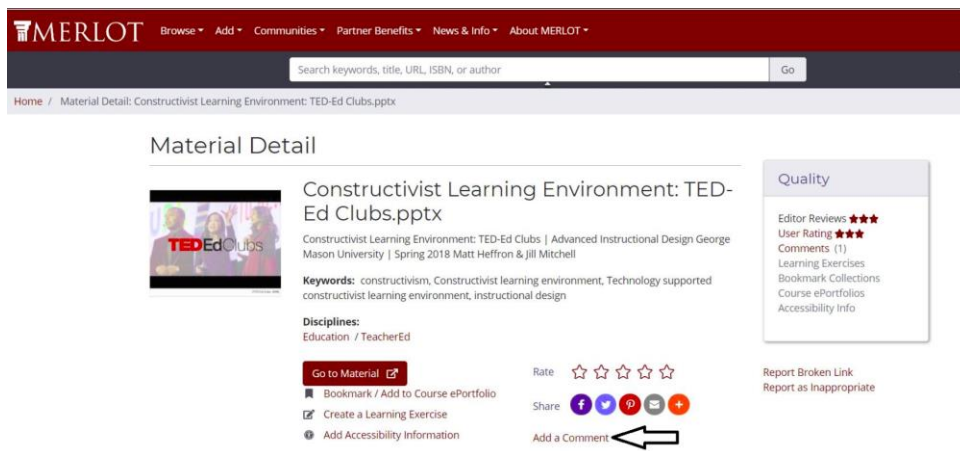 MERLOT Browse Add Communities Partner Benefits News & Info About MERLOT
Search keywords, title, URL, ISBN, or author Go
Home / Material Detail: Constructivist Learning Environment: TED-Ed Clubs.pptx
Material Detail
TEDEdClubs
Constructivist Learning Environment: TED-
Ed Clubs.pptx
Constructivist Learning Environment: TED-Ed Clubs | Advanced Instructional Design George
Mason University | Spring 2018 Matt Heffron & Jill Mitchell
Keywords: constructivism, Constructivist learning environment, Technology supported
constructivist learning environment, instructional design
Disciplines:
Education / TeacherEd
Go to Material
Bookmark / Add to Course ePortfolio
Create a Learning Exercise
Add Accessibility Information
Rate
Share
Add a Comment
Quality
Editor Reviews
User Rating
Comments (1)
Learning Exercises
Bookmark Collections
Course ePortfolios
Accessibility Info
Report Broken Link
Report as Inappropriate